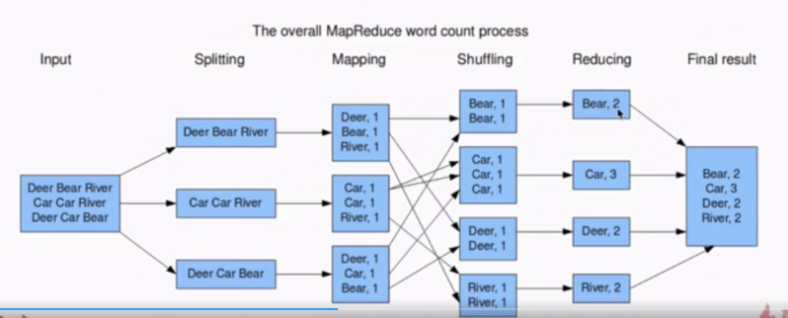 The overall MapReduce word count process
Input
Splitting
Mapping
Shuffling
Reducing
Final result
Deer Bear River
Car Car River
Deer Car Bear
Deer Bear River
Car Car River
Deer Car Bear
Deer, 1
Bear, 1
River, 1
Car, 1
Car, 1
River, 1
Deer, 1
Car, 1
Bear, 1
Bear, 1
Bear, 1
Car, 1
Car, 1
Car, 1
Deer, 1
Deer, 1
River, 1
River, 1
Bear, 2
Car, 3
Deer, 2
River, 2
Bear, 2
Car, 3
Deer, 2
River, 2